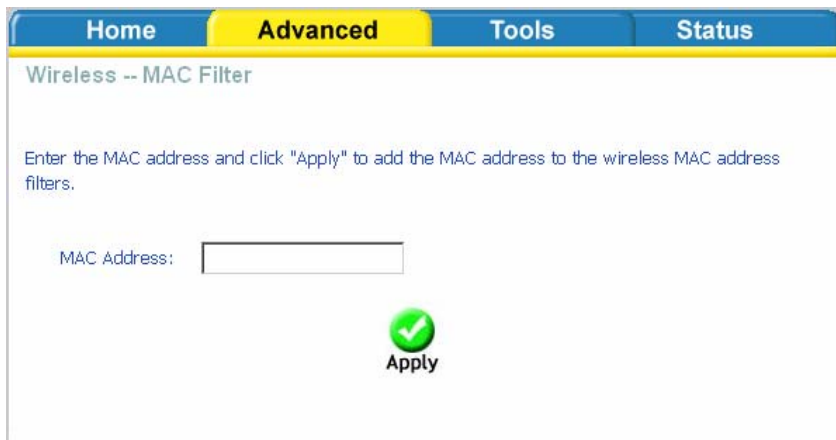 Home Advanced Tools Status
Wireless -- MAC Filter
Enter the MAC address and click "Apply" to add the MAC address to the wireless MAC address
filters.
MAC Address:
Apply